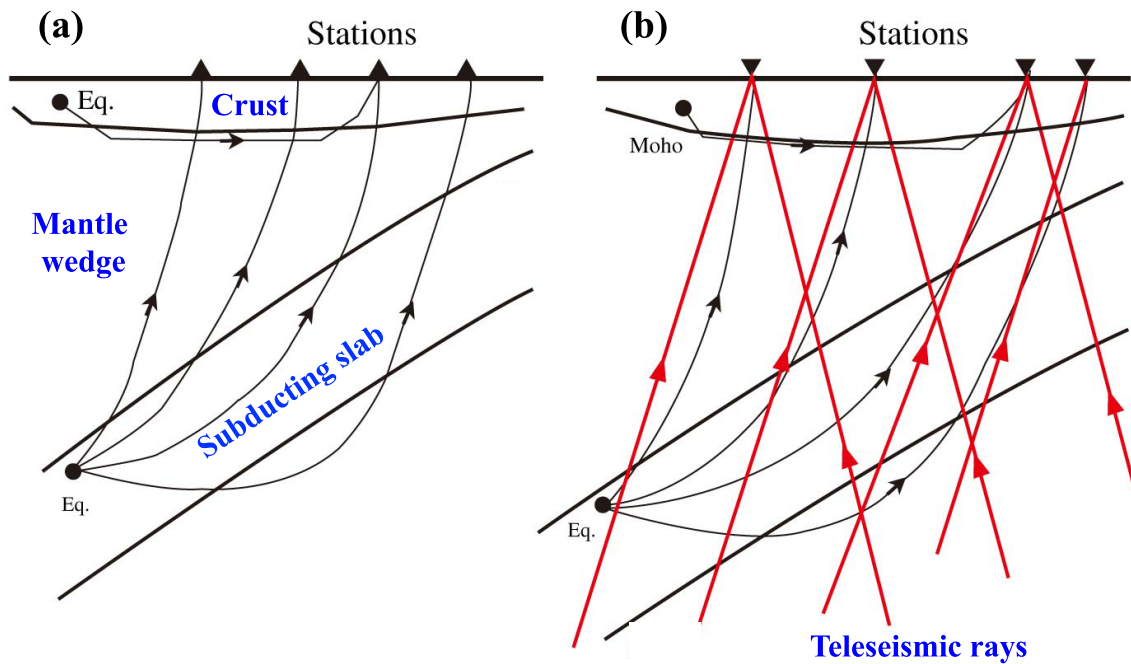 (a)
Stations
Eq.
Crust
Mantle
wedge
Subducting slab
Eq.
(b)
Stations
Moho
Eq.
Teleseismic rays